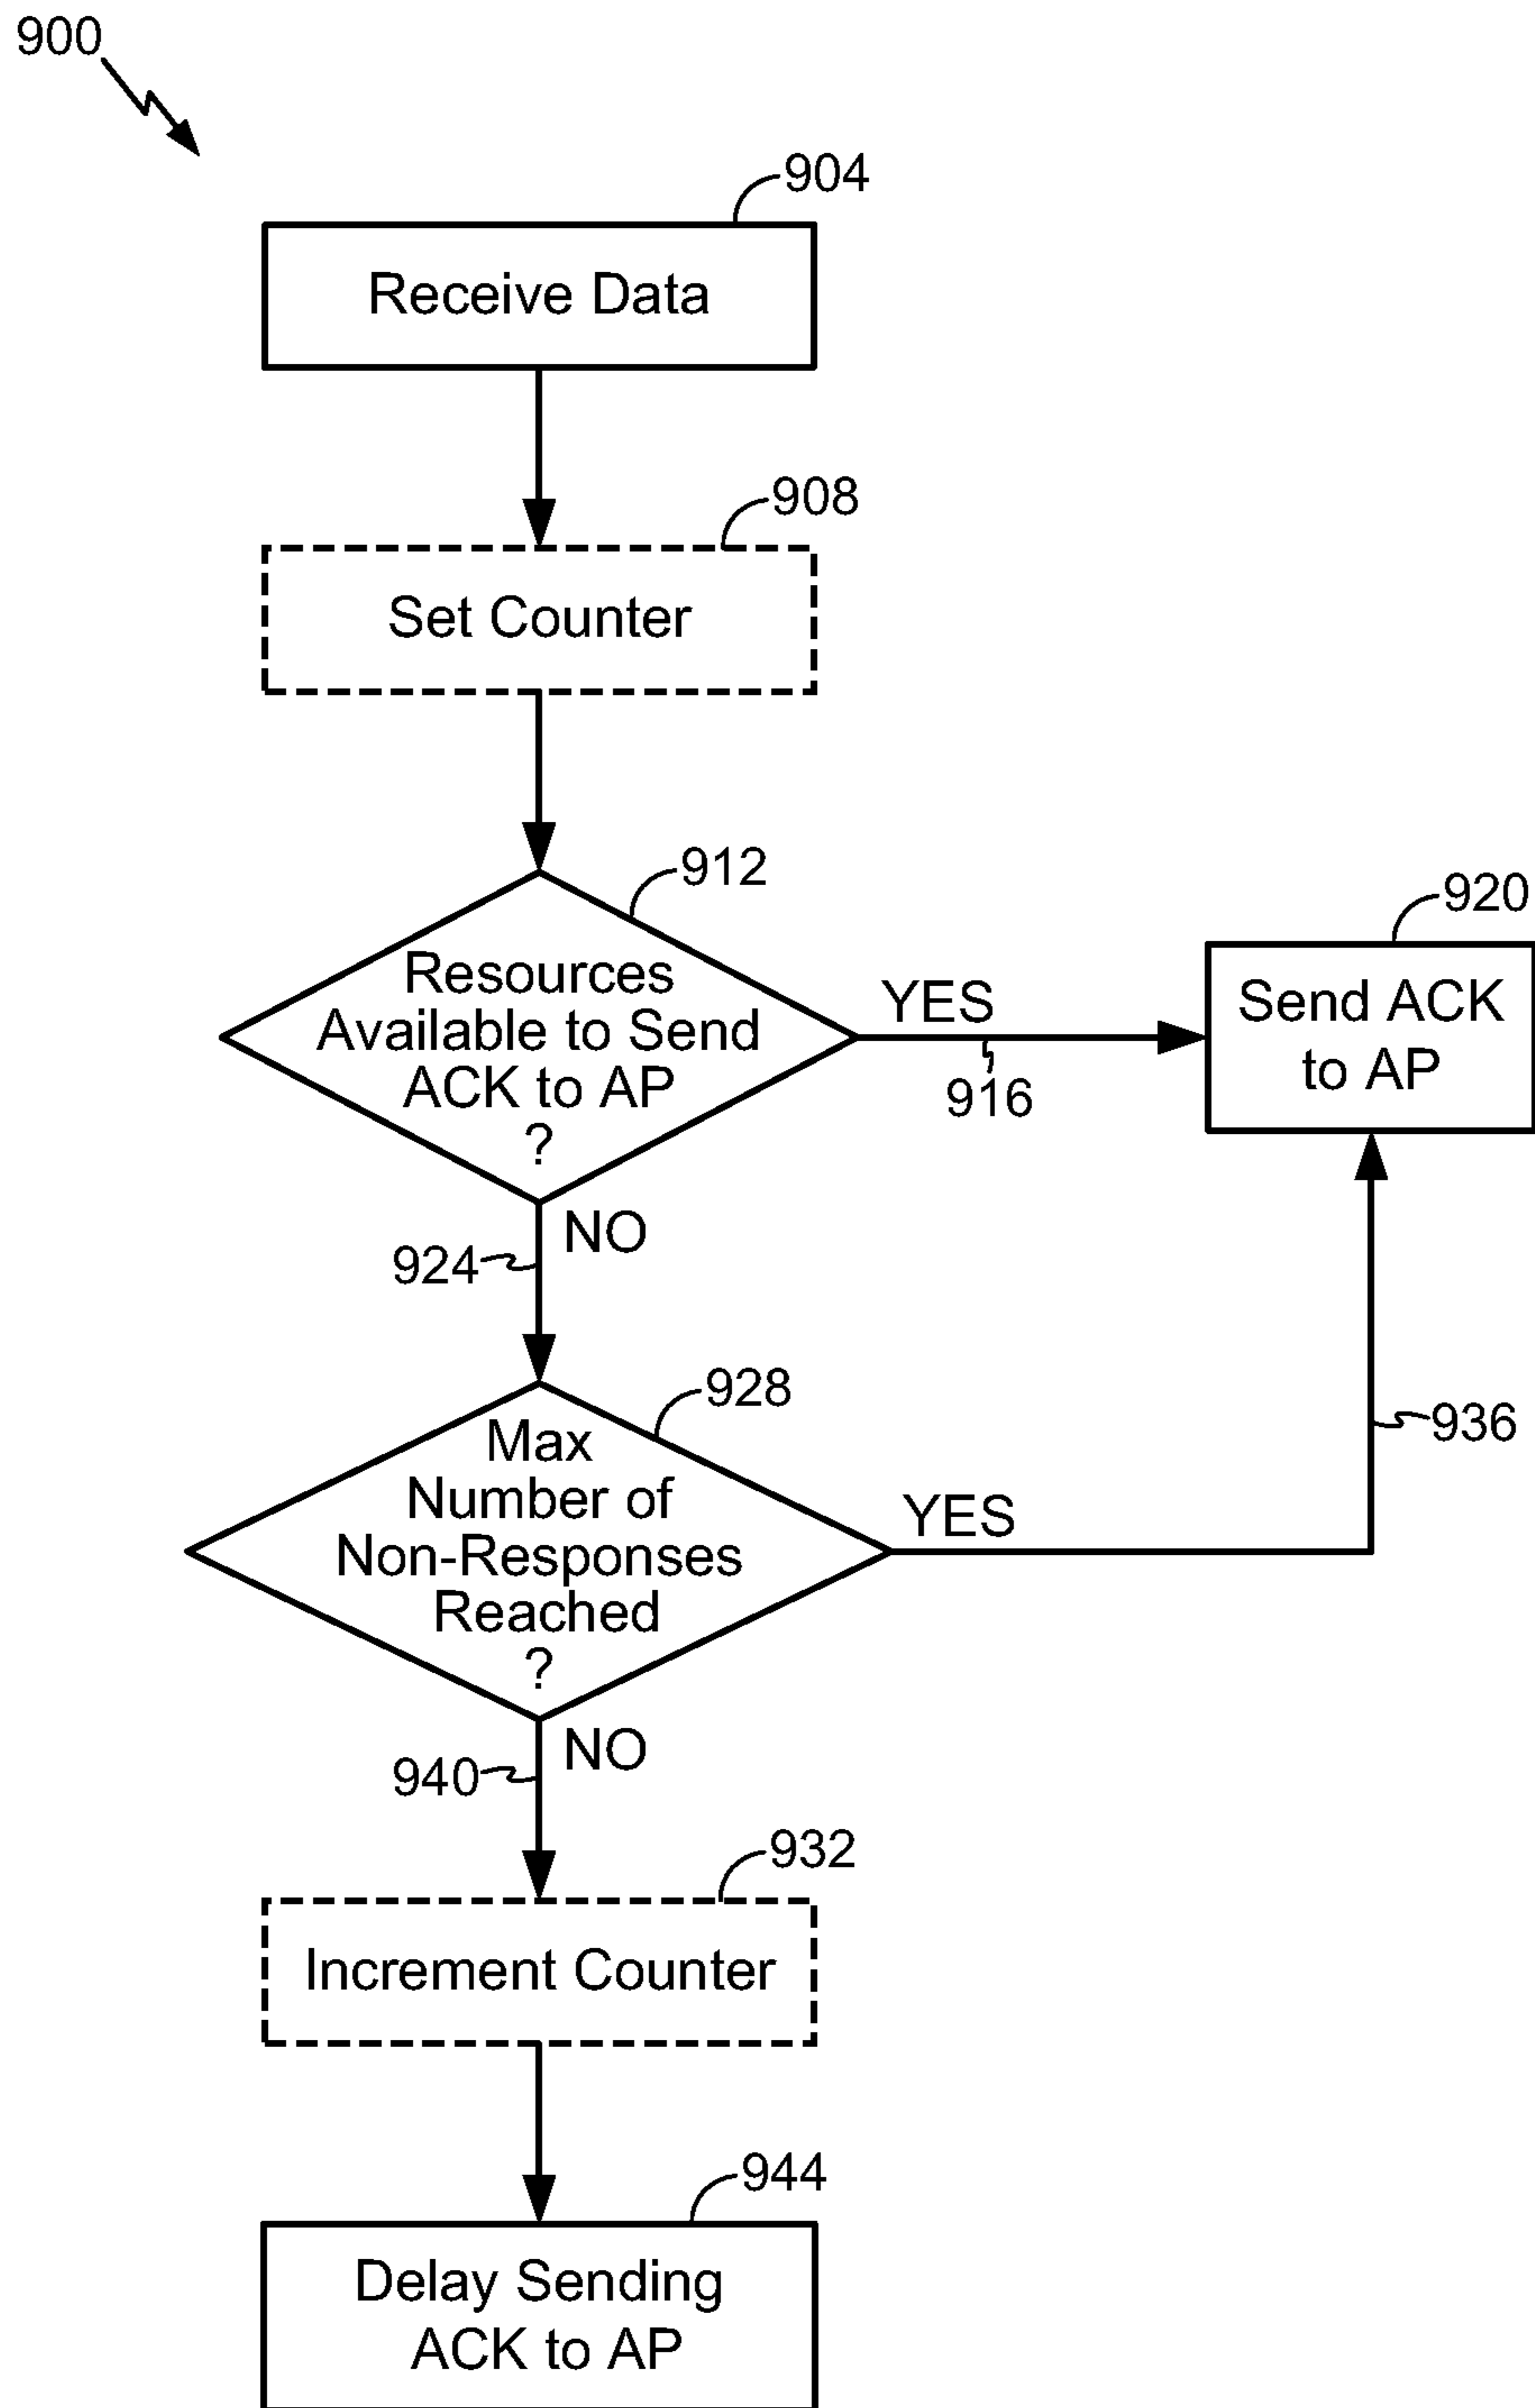 900
904
Receive Data
908
Set Counter
912
Resources
Available to Send
ACK to AP
?
YES
916
920
Send ACK
to AP
NO
924
928
Max
Number of
Non-Responses
Reached
?
YES
936
NO
940
932
Increment Counter
944
Delay Sending
ACK to AP